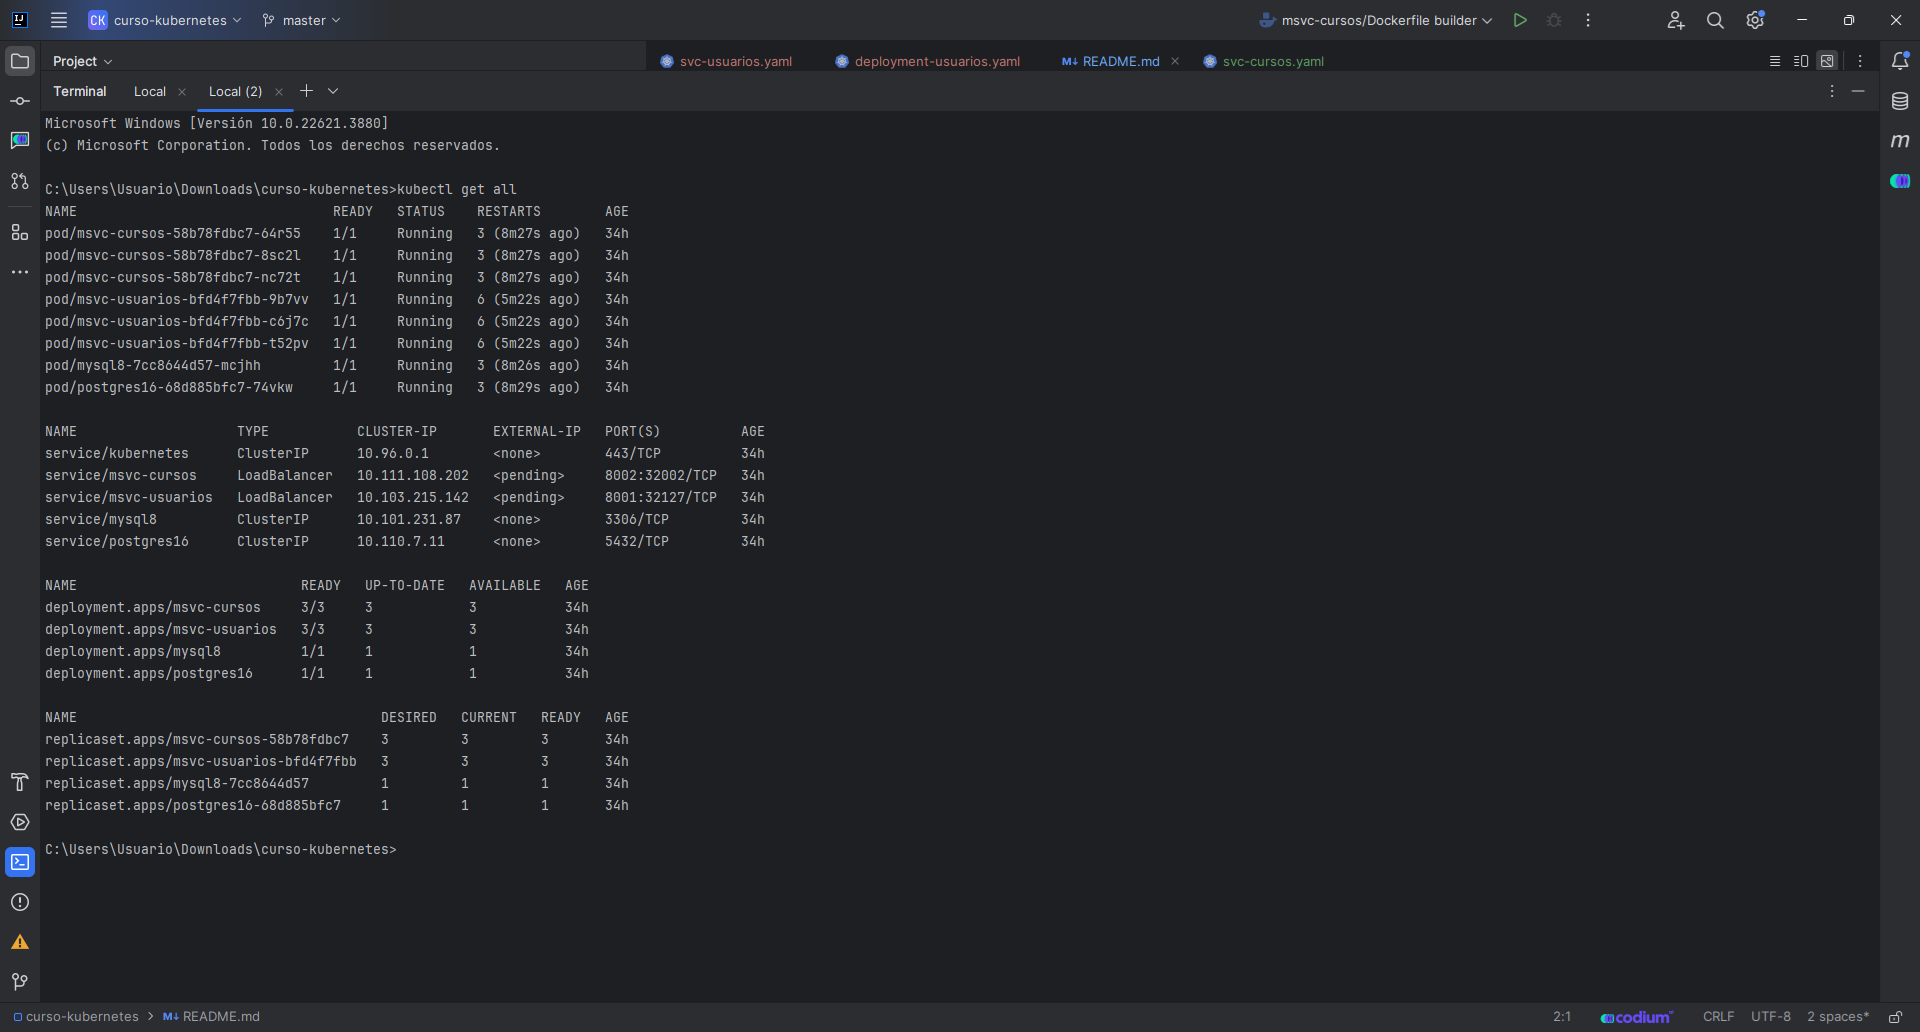 IJ CK curso-kubernetes master msvc-cursos/Dockerfile builder
Project svc-usuarios.yaml deployment-usuarios.yaml M↓ README.md svc-cursos.yaml
Terminal Local Local (2)
Microsoft Windows [Versión 10.0.22621.3880]
(c) Microsoft Corporation. Todos los derechos reservados.
C:\Users\Usuario\Downloads\curso-kubernetes>kubectl get all
NAME READY STATUS RESTARTS AGE
pod/msvc-cursos-58b78fdbc7-64r55 1/1 Running 3 (8m27s ago) 34h
pod/msvc-cursos-58b78fdbc7-8sc2l 1/1 Running 3 (8m27s ago) 34h
pod/msvc-cursos-58b78fdbc7-nc72t 1/1 Running 3 (8m27s ago) 34h
pod/msvc-usuarios-bfd4f7fbb-9b7vv 1/1 Running 6 (5m22s ago) 34h
pod/msvc-usuarios-bfd4f7fbb-c6j7c 1/1 Running 6 (5m22s ago) 34h
pod/msvc-usuarios-bfd4f7fbb-t52pv 1/1 Running 6 (5m22s ago) 34h
pod/mysql8-7cc8644d57-mcjhh 1/1 Running 3 (8m26s ago) 34h
pod/postgres16-68d885bfc7-74vkw 1/1 Running 3 (8m29s ago) 34h
NAME TYPE CLUSTER-IP EXTERNAL-IP PORT(S) AGE
service/kubernetes ClusterIP 10.96.0.1 <none> 443/TCP 34h
service/msvc-cursos LoadBalancer 10.111.108.202 <pending> 8002:32002/TCP 34h
service/msvc-usuarios LoadBalancer 10.103.215.142 <pending> 8001:32127/TCP 34h
service/mysql8 ClusterIP 10.101.231.87 <none> 3306/TCP 34h
service/postgres16 ClusterIP 10.110.7.11 <none> 5432/TCP 34h
NAME READY UP-TO-DATE AVAILABLE AGE
deployment.apps/msvc-cursos 3/3 3 3 34h
deployment.apps/msvc-usuarios 3/3 3 3 34h
deployment.apps/mysql8 1/1 1 1 34h
deployment.apps/postgres16 1/1 1 1 34h
NAME DESIRED CURRENT READY AGE
replicaset.apps/msvc-cursos-58b78fdbc7 3 3 3 34h
replicaset.apps/msvc-usuarios-bfd4f7fbb 3 3 3 34h
replicaset.apps/mysql8-7cc8644d57 1 1 1 34h
replicaset.apps/postgres16-68d885bfc7 1 1 1 34h
C:\Users\Usuario\Downloads\curso-kubernetes>
curso-kubernetes > M↓ README.md 2:1 codium CRLF UTF-8 2 spaces*